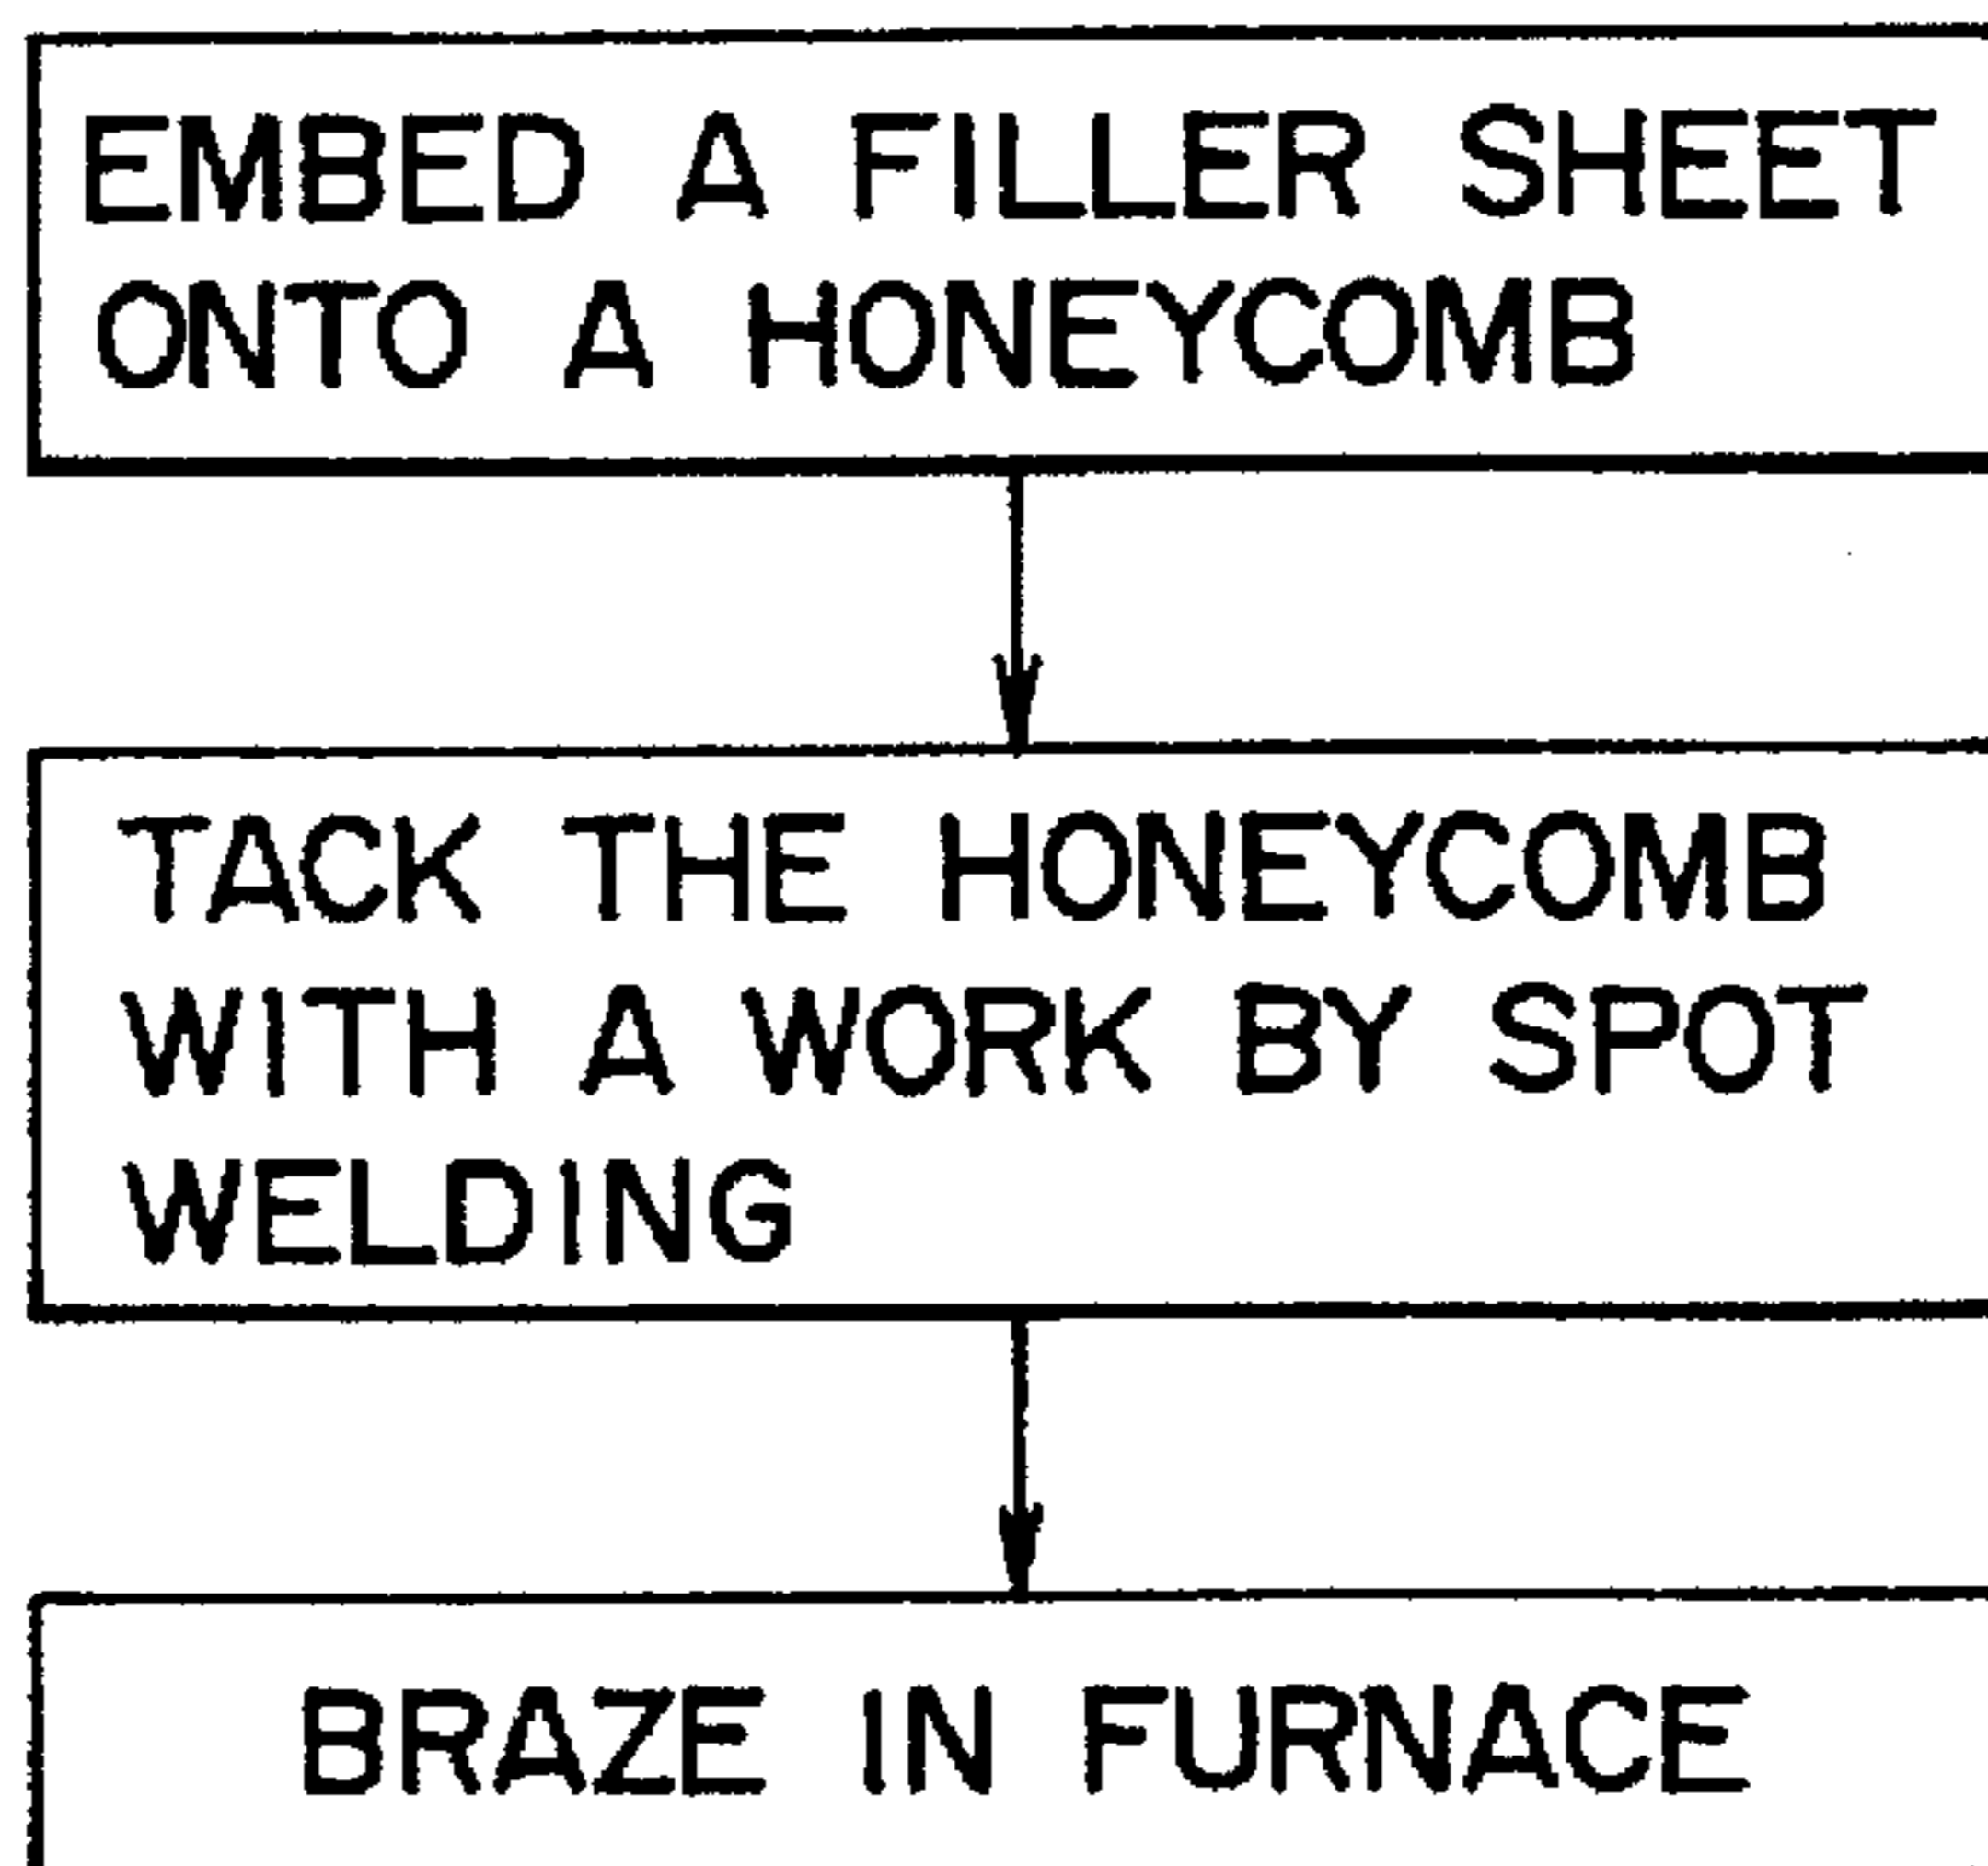 EMBED A FILLER SHEET
ONTO A HONEYCOMB
TACK THE HONEYCOMB
WITH A WORK BY SPOT
WELDING
BRAZE IN FURNACE